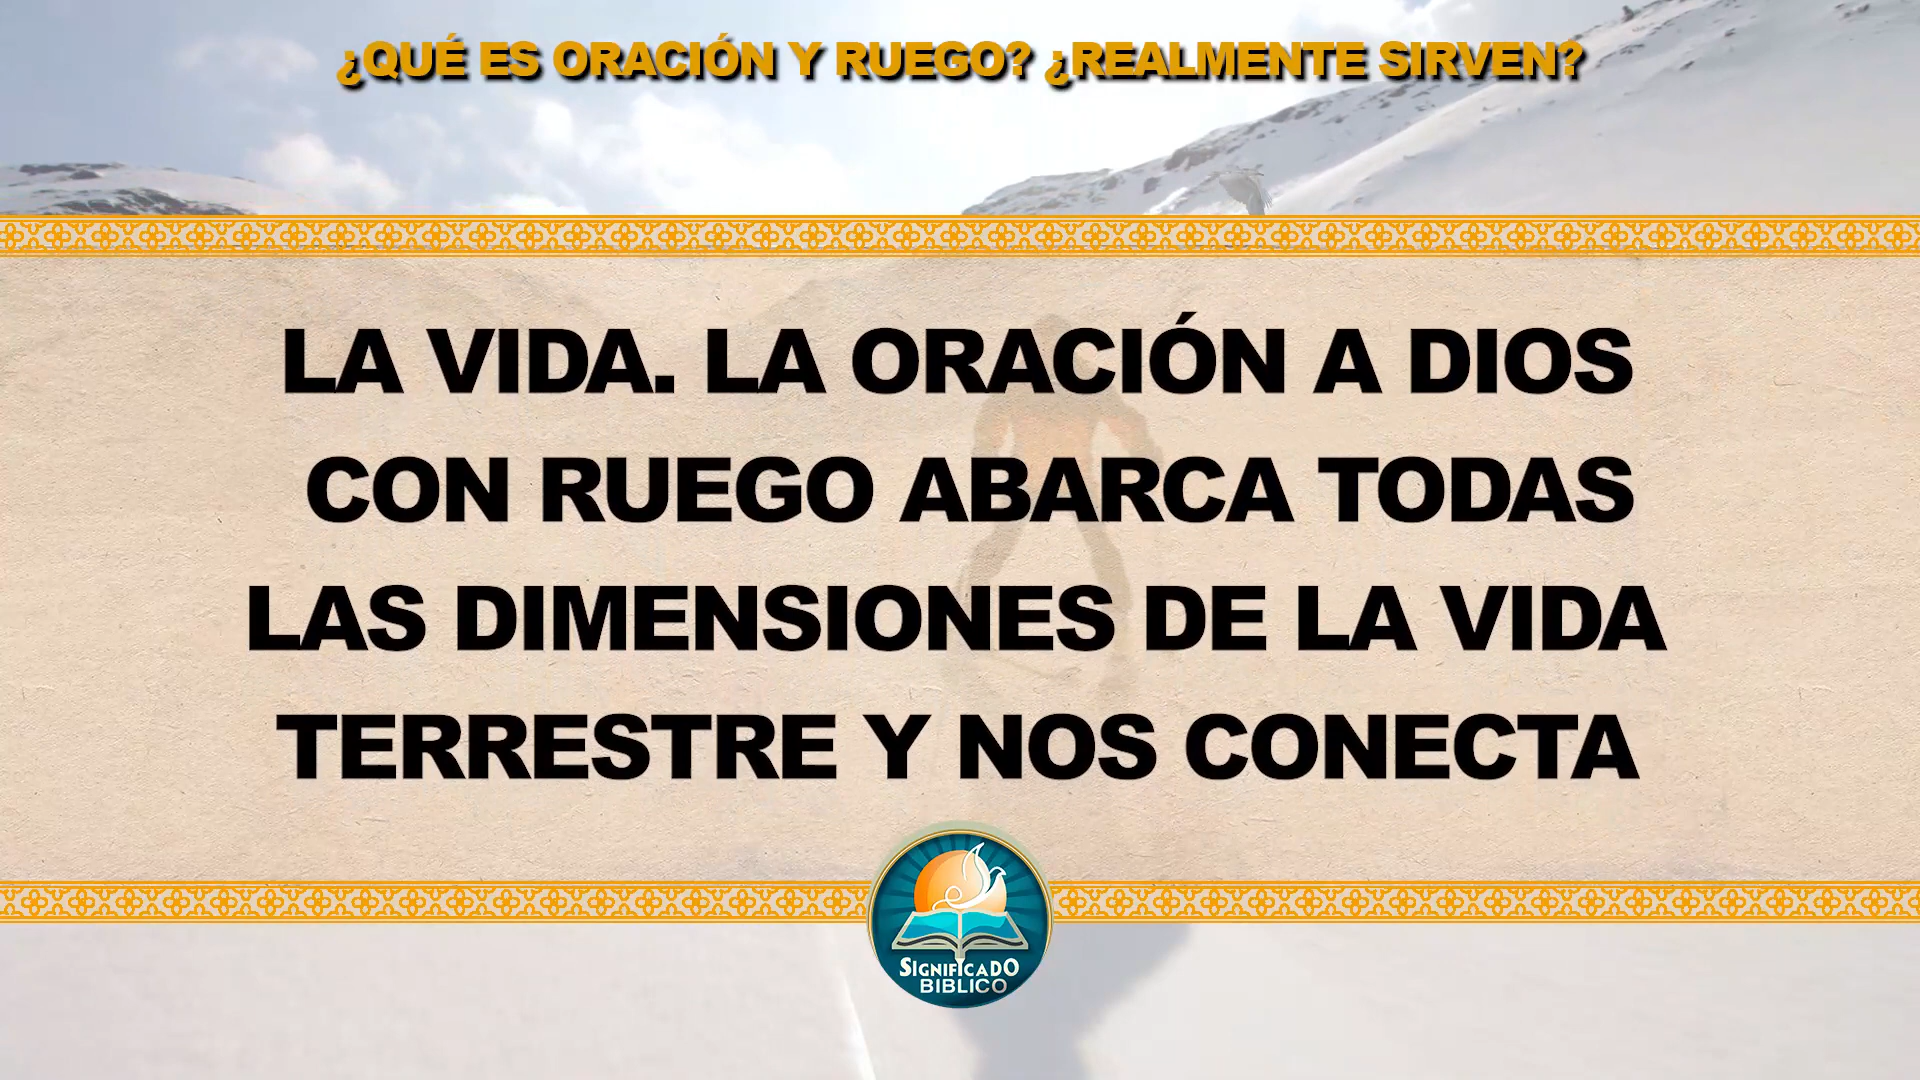 ¿QUÉ ES ORACIÓN Y RUEGO? ¿REALMENTE SIRVEN?
LA VIDA. LA ORACIÓN A DIOS
CON RUEGO ABARCA TODAS
LAS DIMENSIONES DE LA VIDA
TERRESTRE Y NOS CONECTA
SIGNIFICADO
BIBLICO